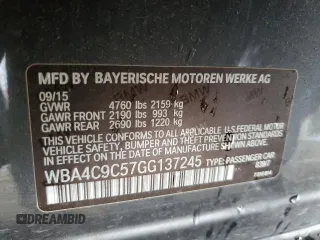 MFD BY BAYERISCHE MOTOREN WERKE AG
09/15
GVWR 4760 lbs 2159 kg
GAWR FRONT 2190 lbs 993 kg
GAWR REAR 2690 lbs 1220 kg
THIS VEHICLE CONFORMS TO ALL APPLICABLE
FEDERAL MOTOR VEHICLE SAFETY, BUMPER,
AND THEFT PREVENTION STANDARDS
IN EFFECT ON THE DATE OF
MANUFACTURE SHOWN ABOVE.
WBA4C9C57GG137245 TYPE: PASSENGER CAR
AUTOBIDMASTER